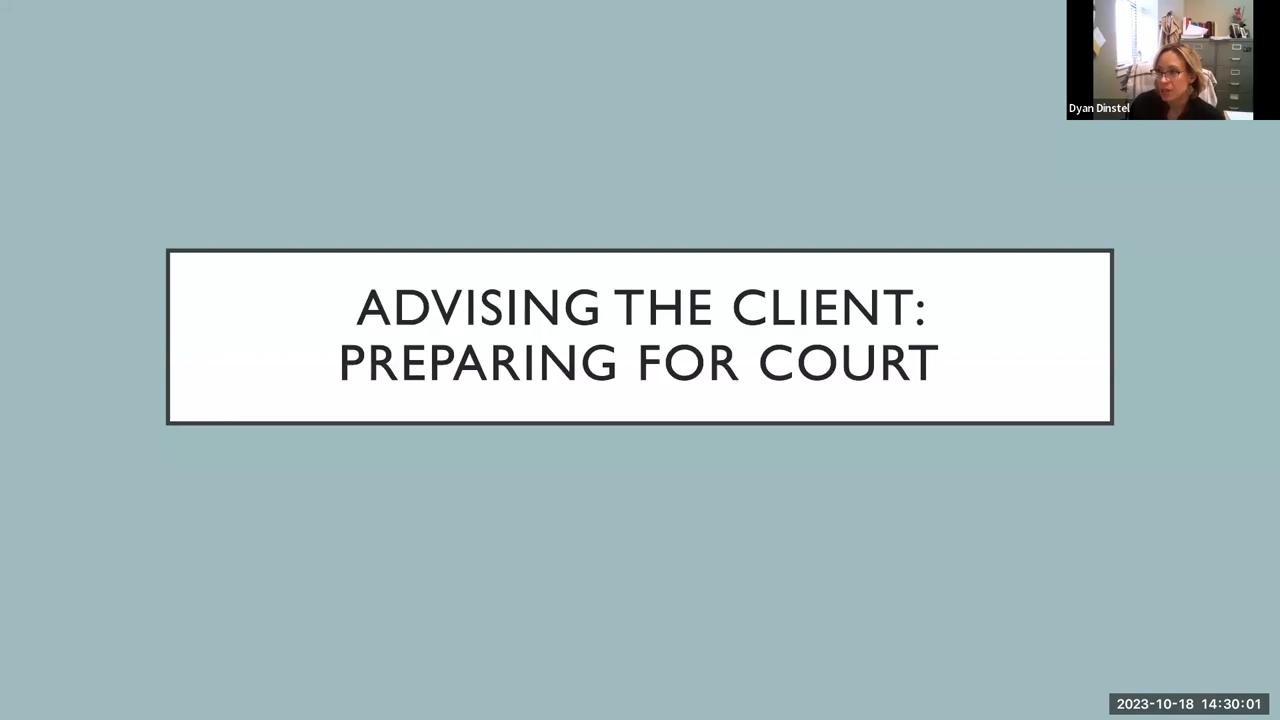 Dyan Dinstel
ADVISING THE CLIENT:
PREPARING FOR COURT
2023-10-18 14:30:01